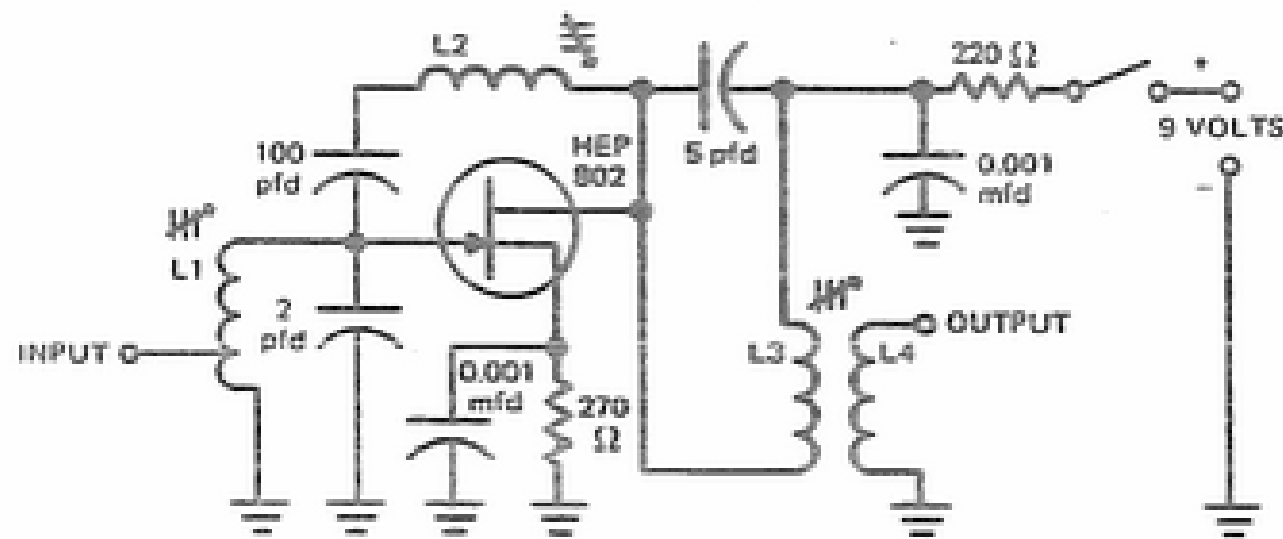 L2
220 Ω
+
9 VOLTS
-
100
pfd
HEP
802
5 pfd
0.001
mfd
L1
2
pfd
INPUT
0.001
mfd
270
Ω
L3
L4
OUTPUT